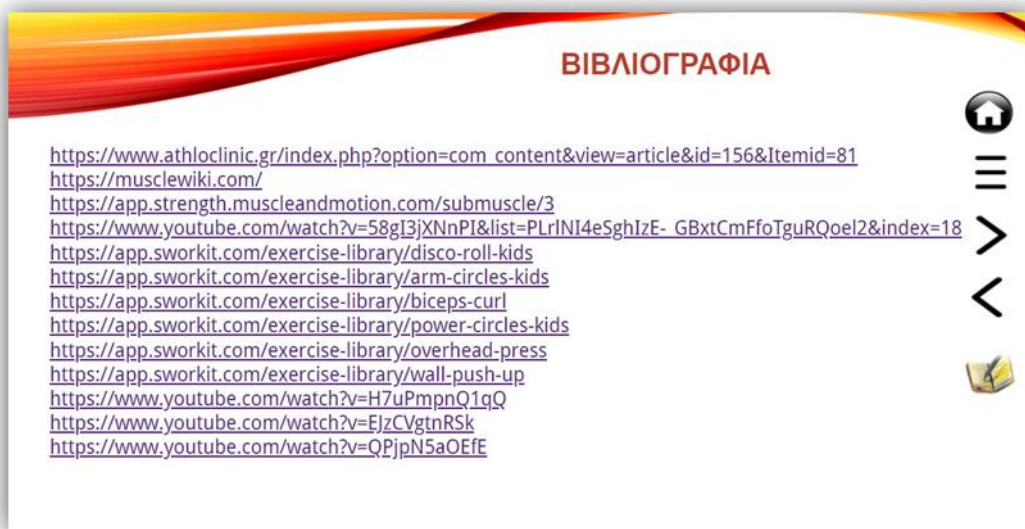 ΒΙΒΛΙΟΓΡΑΦΙΑ
https://www.athloclinic.gr/index.php?option=com_content&view=article&id=156&Itemid=81
https://musclewiki.com/
https://app.strength.muscleandmotion.com/submuscle/3
https://www.youtube.com/watch?v=58gI3jXNnPI&list=PLrlNI4eSghIzE-_GBxtCmFfoTguRQoel2&index=18
https://app.sworkit.com/exercise-library/disco-roll-kids
https://app.sworkit.com/exercise-library/arm-circles-kids
https://app.sworkit.com/exercise-library/biceps-curl
https://app.sworkit.com/exercise-library/power-circles-kids
https://app.sworkit.com/exercise-library/overhead-press
https://app.sworkit.com/exercise-library/wall-push-up
https://www.youtube.com/watch?v=H7uPmpnQ1qQ
https://www.youtube.com/watch?v=EJzCVgtnRSk
https://www.youtube.com/watch?v=QPjpN5aOEfE